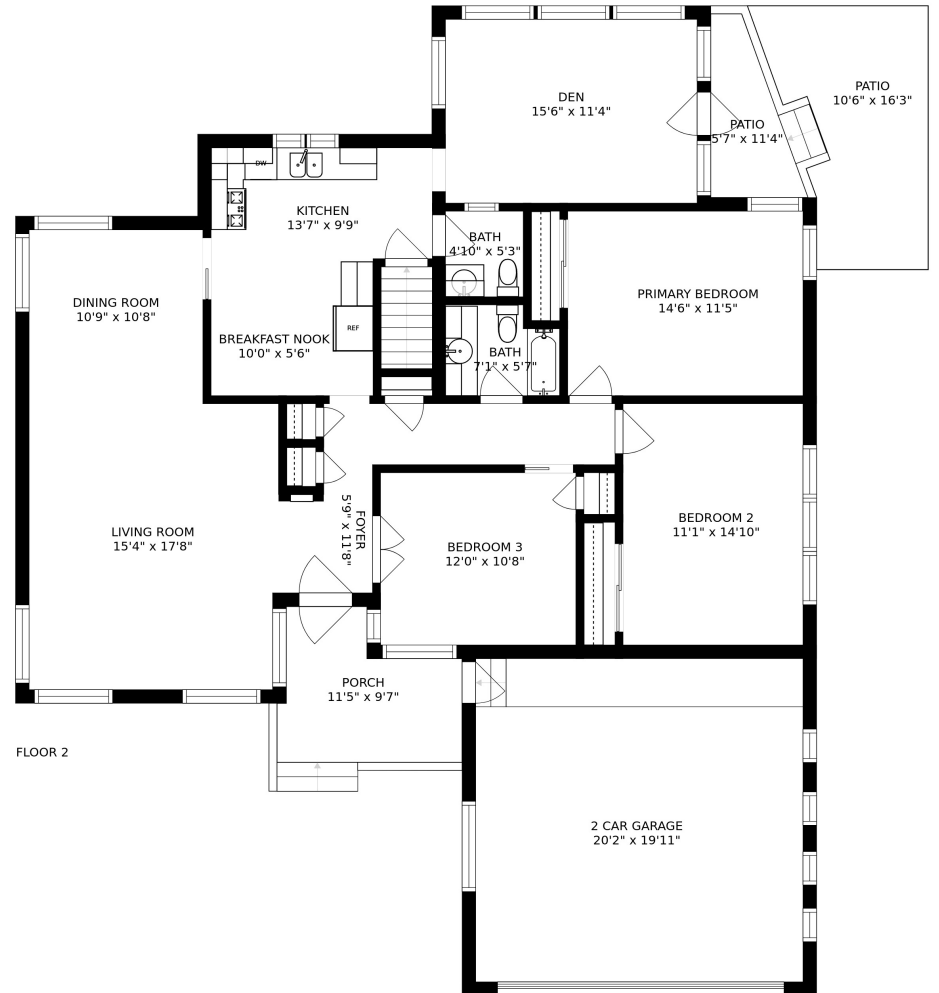 DEN
15'6" x 11'4"
PATIO
10'6" x 16'3"
PATIO
5'7" x 11'4"
DW
KITCHEN
13'7" x 9'9"
BATH
4'10" x 5'3"
DINING ROOM
10'9" x 10'8"
PRIMARY BEDROOM
14'6" x 11'5"
REF
BREAKFAST NOOK
10'0" x 5'6"
BATH
7'1" x 5'7"
FOYER
5'9" x 11'8"
LIVING ROOM
15'4" x 17'8"
BEDROOM 3
12'0" x 10'8"
BEDROOM 2
11'1" x 14'10"
PORCH
11'5" x 9'7"
FLOOR 2
2 CAR GARAGE
20'2" x 19'11"